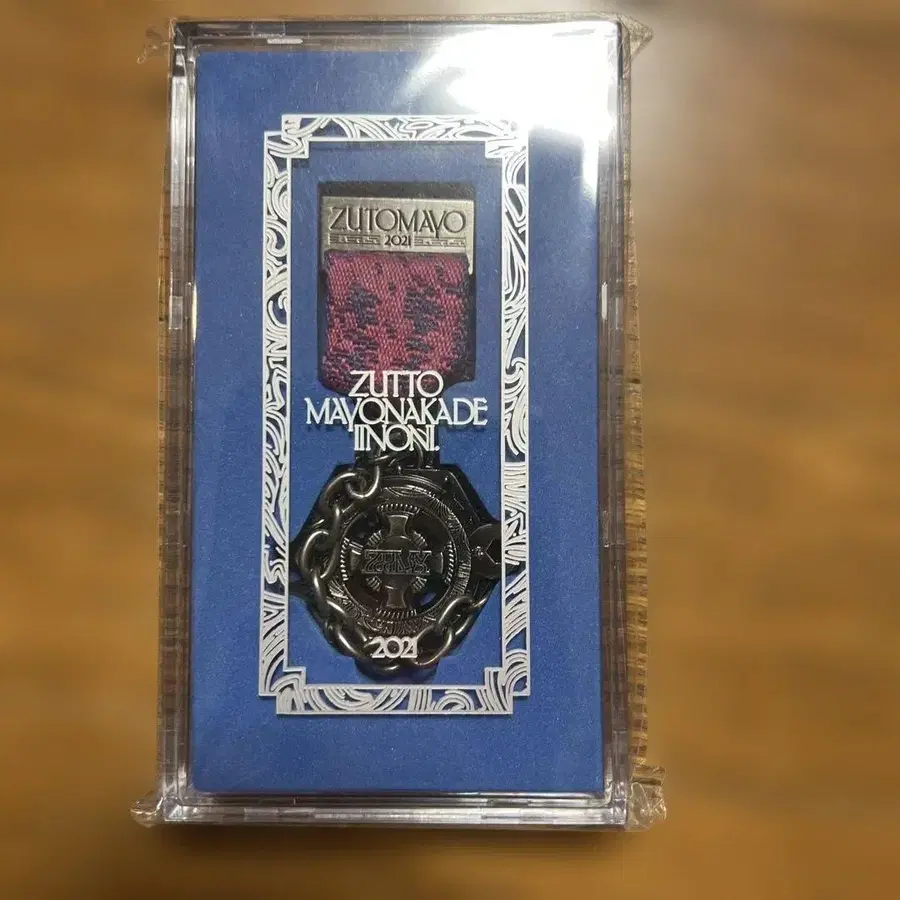 ZUTOMAYO
2021
ZUTTO
MAYONAKADE
IINONI.
ZTMY
2021